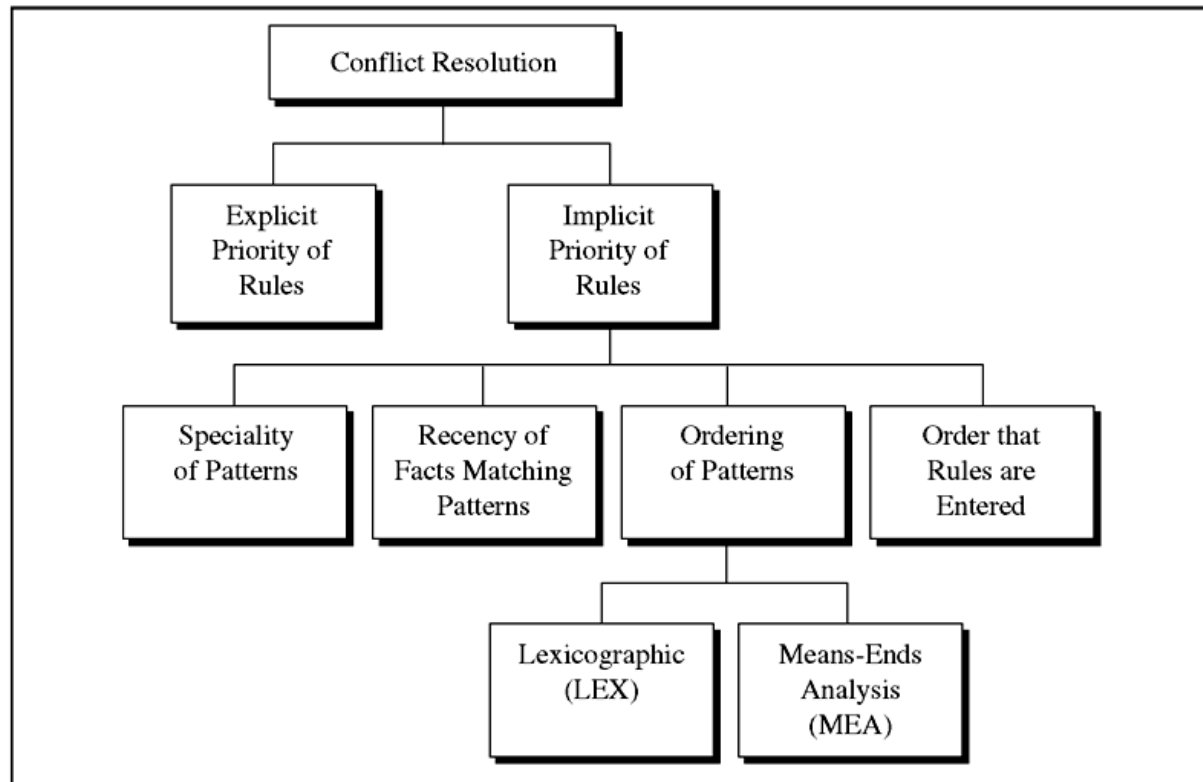 Conflict Resolution
Explicit
Priority of
Rules
Implicit
Priority of
Rules
Speciality
of Patterns
Recency of
Facts Matching
Patterns
Ordering
of Patterns
Order that
Rules are
Entered
Lexicographic
(LEX)
Means-Ends
Analysis
(MEA)